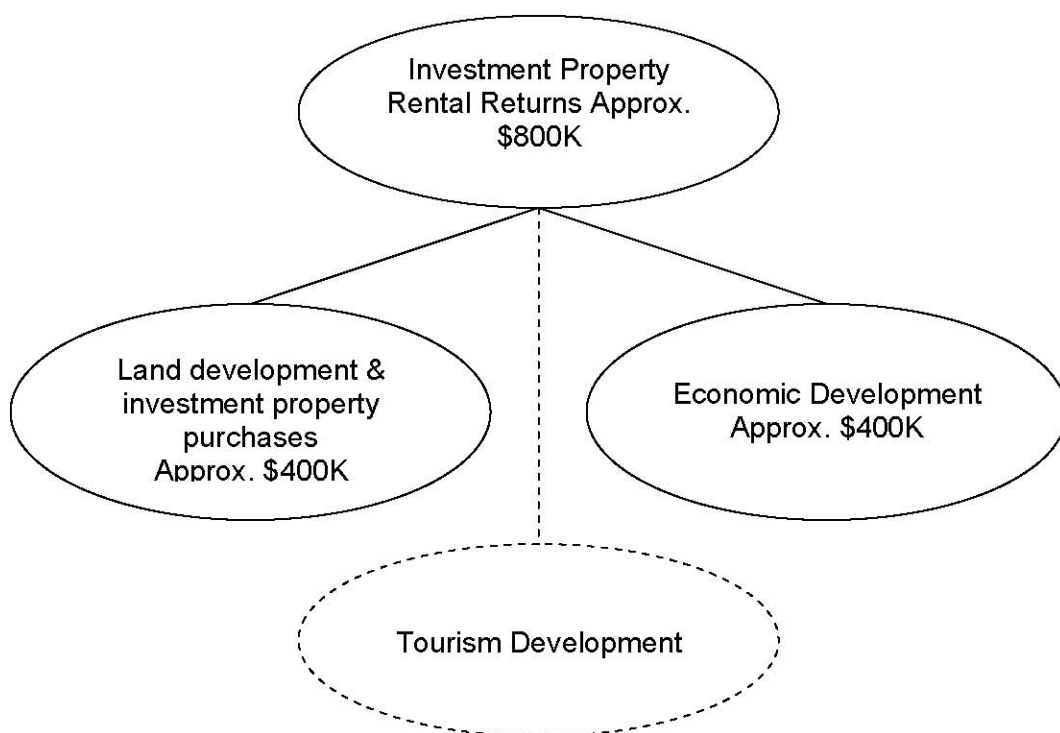 Investment Property
Rental Returns Approx.
$800K
Land development &
investment property
purchases
Approx. $400K
Economic Development
Approx. $400K
Tourism Development